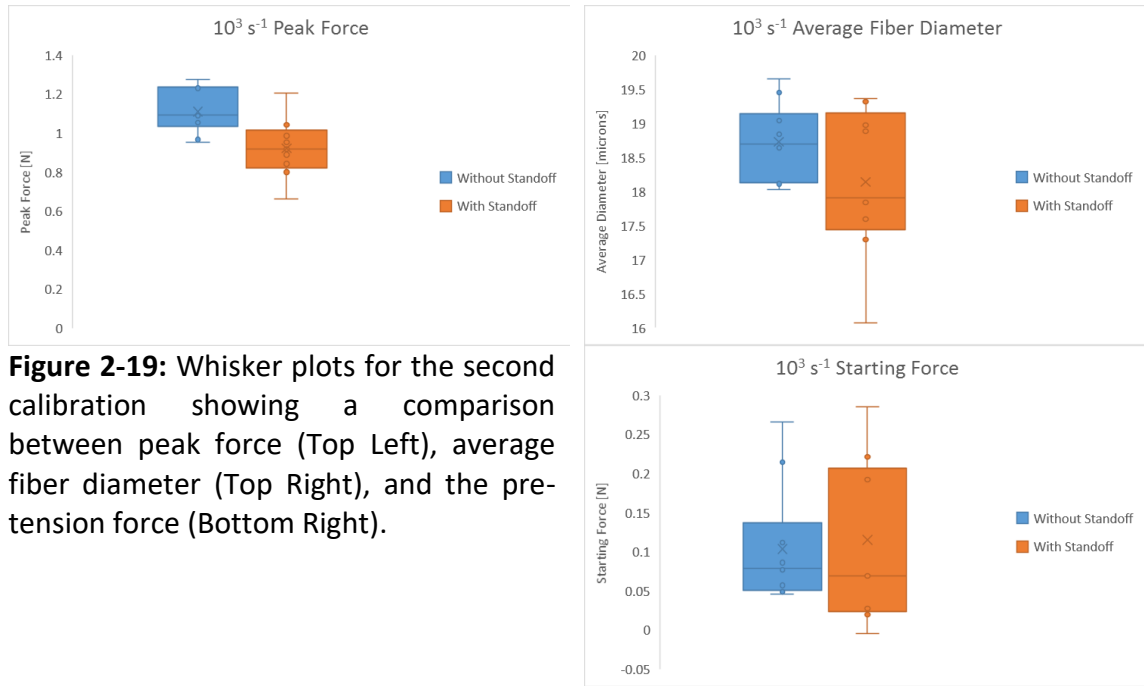 10³ s⁻¹ Peak Force
1.4
1.2
1
0.8
0.6
0.4
0.2
0
Peak Force [N]
Without Standoff
With Standoff
10³ s⁻¹ Average Fiber Diameter
20
19.5
19
18.5
18
17.5
17
16.5
16
Average Diameter [microns]
Without Standoff
With Standoff
Figure 2-19: Whisker plots for the second
calibration showing a comparison
between peak force (Top Left), average
fiber diameter (Top Right), and the pre-
tension force (Bottom Right).
10³ s⁻¹ Starting Force
0.3
0.25
0.2
0.15
0.1
0.05
0
-0.05
Starting Force [N]
Without Standoff
With Standoff